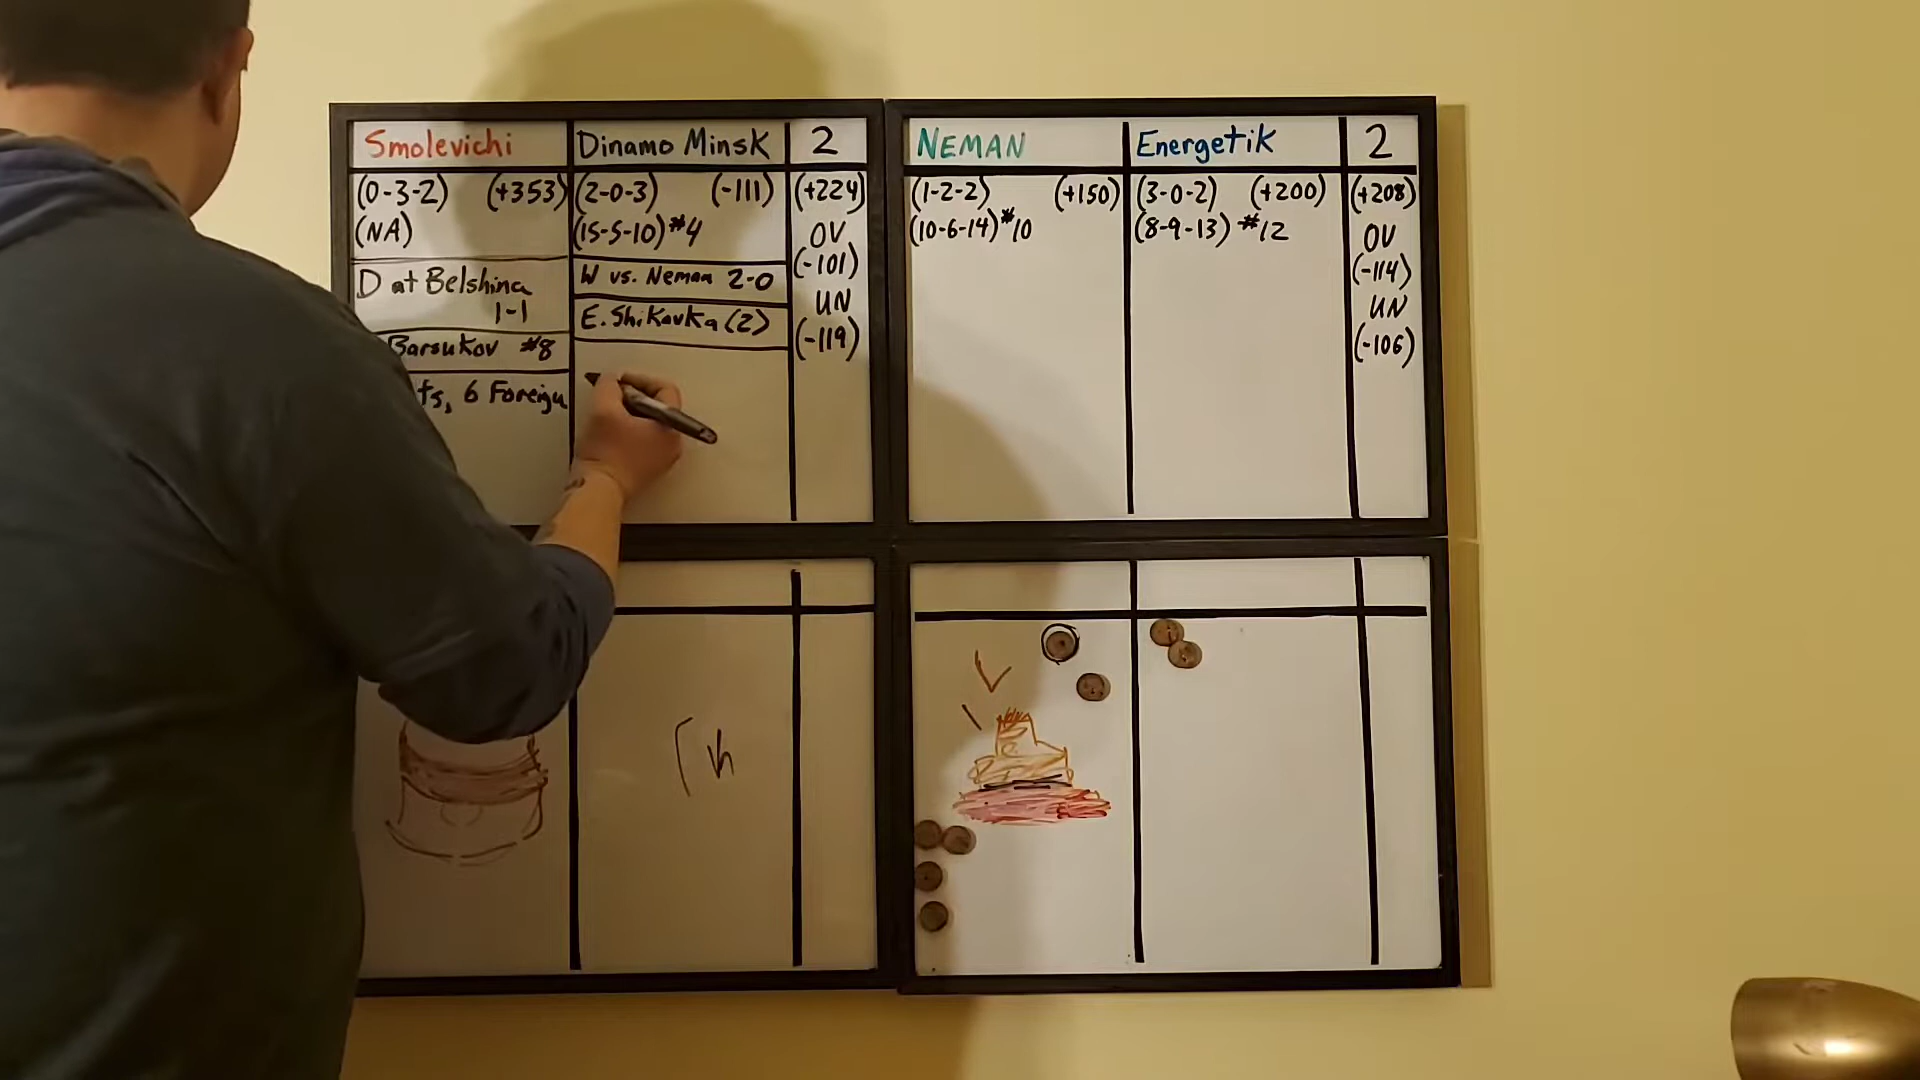 Smolevichi
(0-3-2) (+353)
(NA)
D at Belshina
1-1
Barsukov #8
6 Foreign
Dinamo Minsk
(2-0-3) (-111)
(15-5-10) #4
W vs. Neman 2-0
E. Shikavka (2)
2
(+224)
OV
(-101)
UN
(-119)
NEMAN
(1-2-2) (+150)
(10-6-14) #10
Energetik
(3-0-2) (+200)
(8-9-13) #12
2
(+208)
OV
(-114)
UN
(-106)